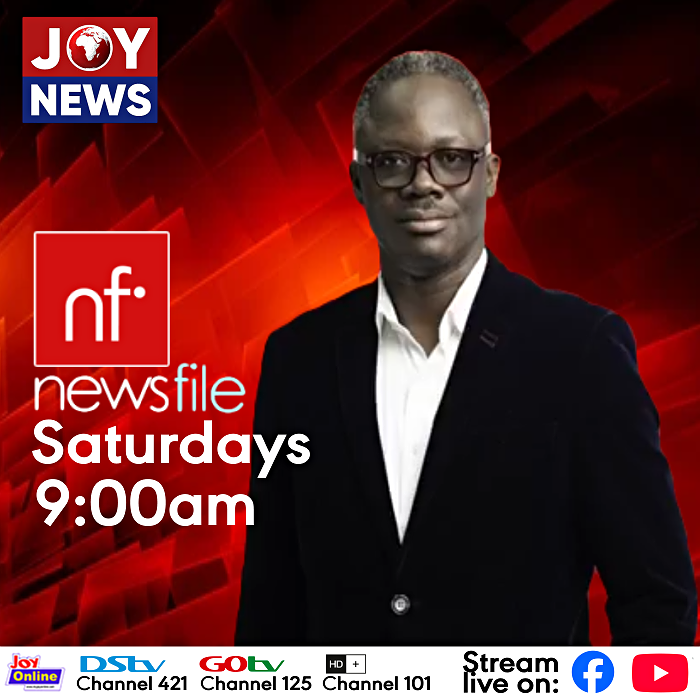 JOY
NEWS
nf
newsfile
Saturdays
9:00am
JOY
Online
DStv
Channel 421
GOtv
Channel 125
HD +
Channel 101
Stream
live on: